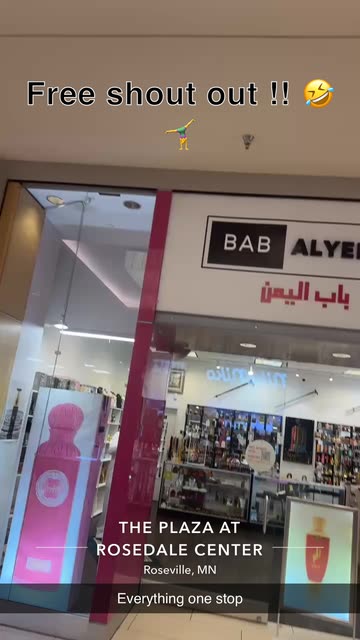 Free shout out !! 🤣
🤸
BAB ALYE
باب اليمن
THE PLAZA AT
ROSEDALE CENTER
Roseville, MN
Everything one stop